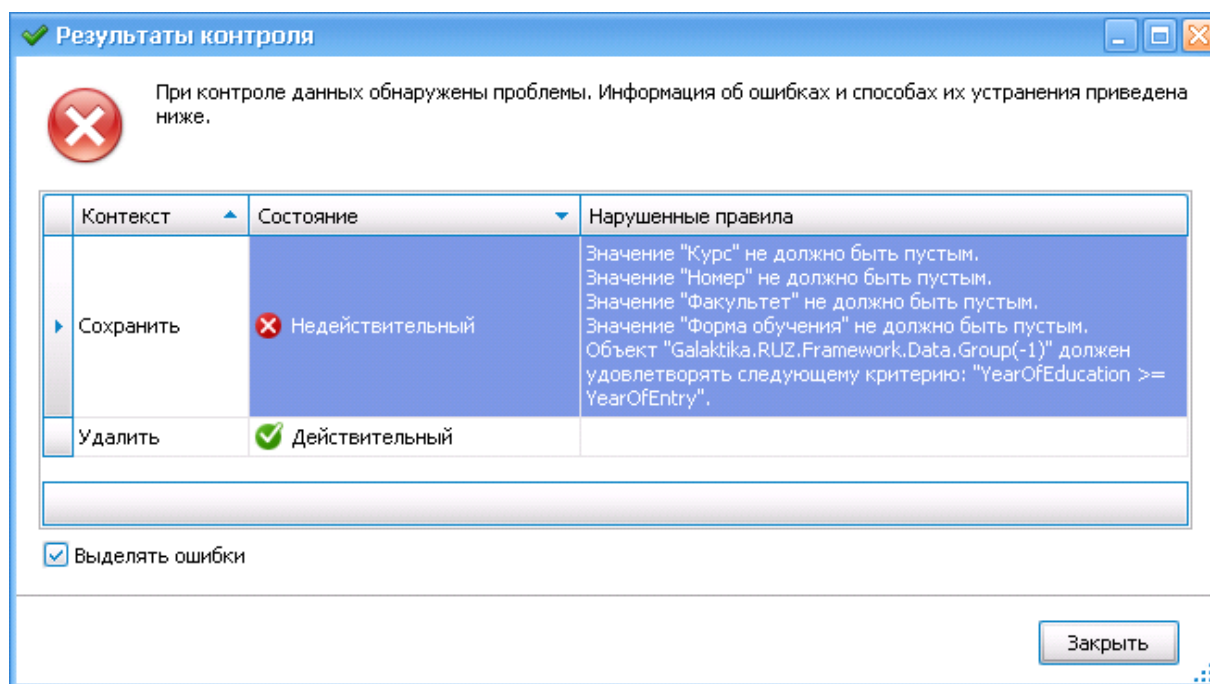 Результаты контроля
При контроле данных обнаружены проблемы. Информация об ошибках и способах их устранения приведена
ниже.
Контекст Состояние Нарушенные правила
Значение "Курс" не должно быть пустым.
Значение "Номер" не должно быть пустым.
Значение "Факультет" не должно быть пустым.
Сохранить Недействительный Значение "Форма обучения" не должно быть пустым.
Объект "Galaktika.RUZ.Framework.Data.Group(-1)" должен
удовлетворять следующему критерию: "YearOfEducation >=
YearOfEntry".
Удалить Действительный
Выделять ошибки
Закрыть